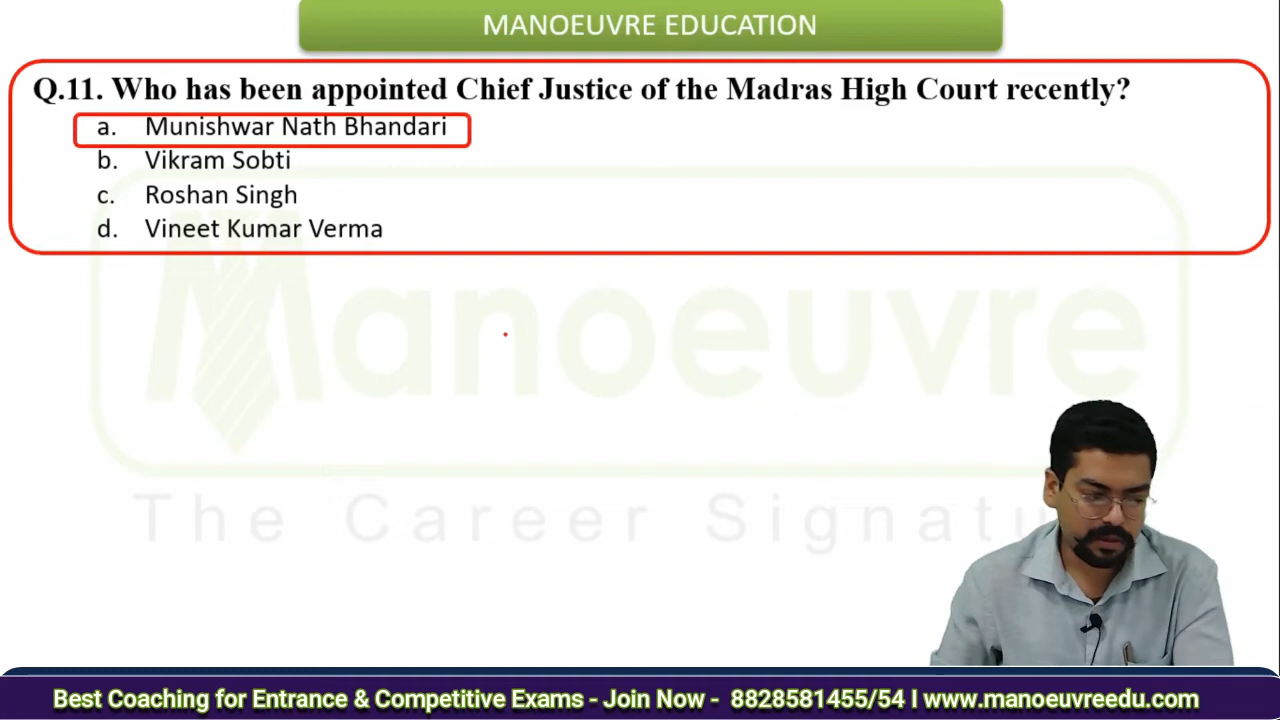 MANOEUVRE EDUCATION
Q.11. Who has been appointed Chief Justice of the Madras High Court recently?
a. Munishwar Nath Bhandari
b. Vikram Sobti
c. Roshan Singh
d. Vineet Kumar Verma
Manoeuvre
The Career Signatu
Best Coaching for Entrance & Competitive Exams - Join Now - 8828581455/54 I www.manoeuvreedu.com